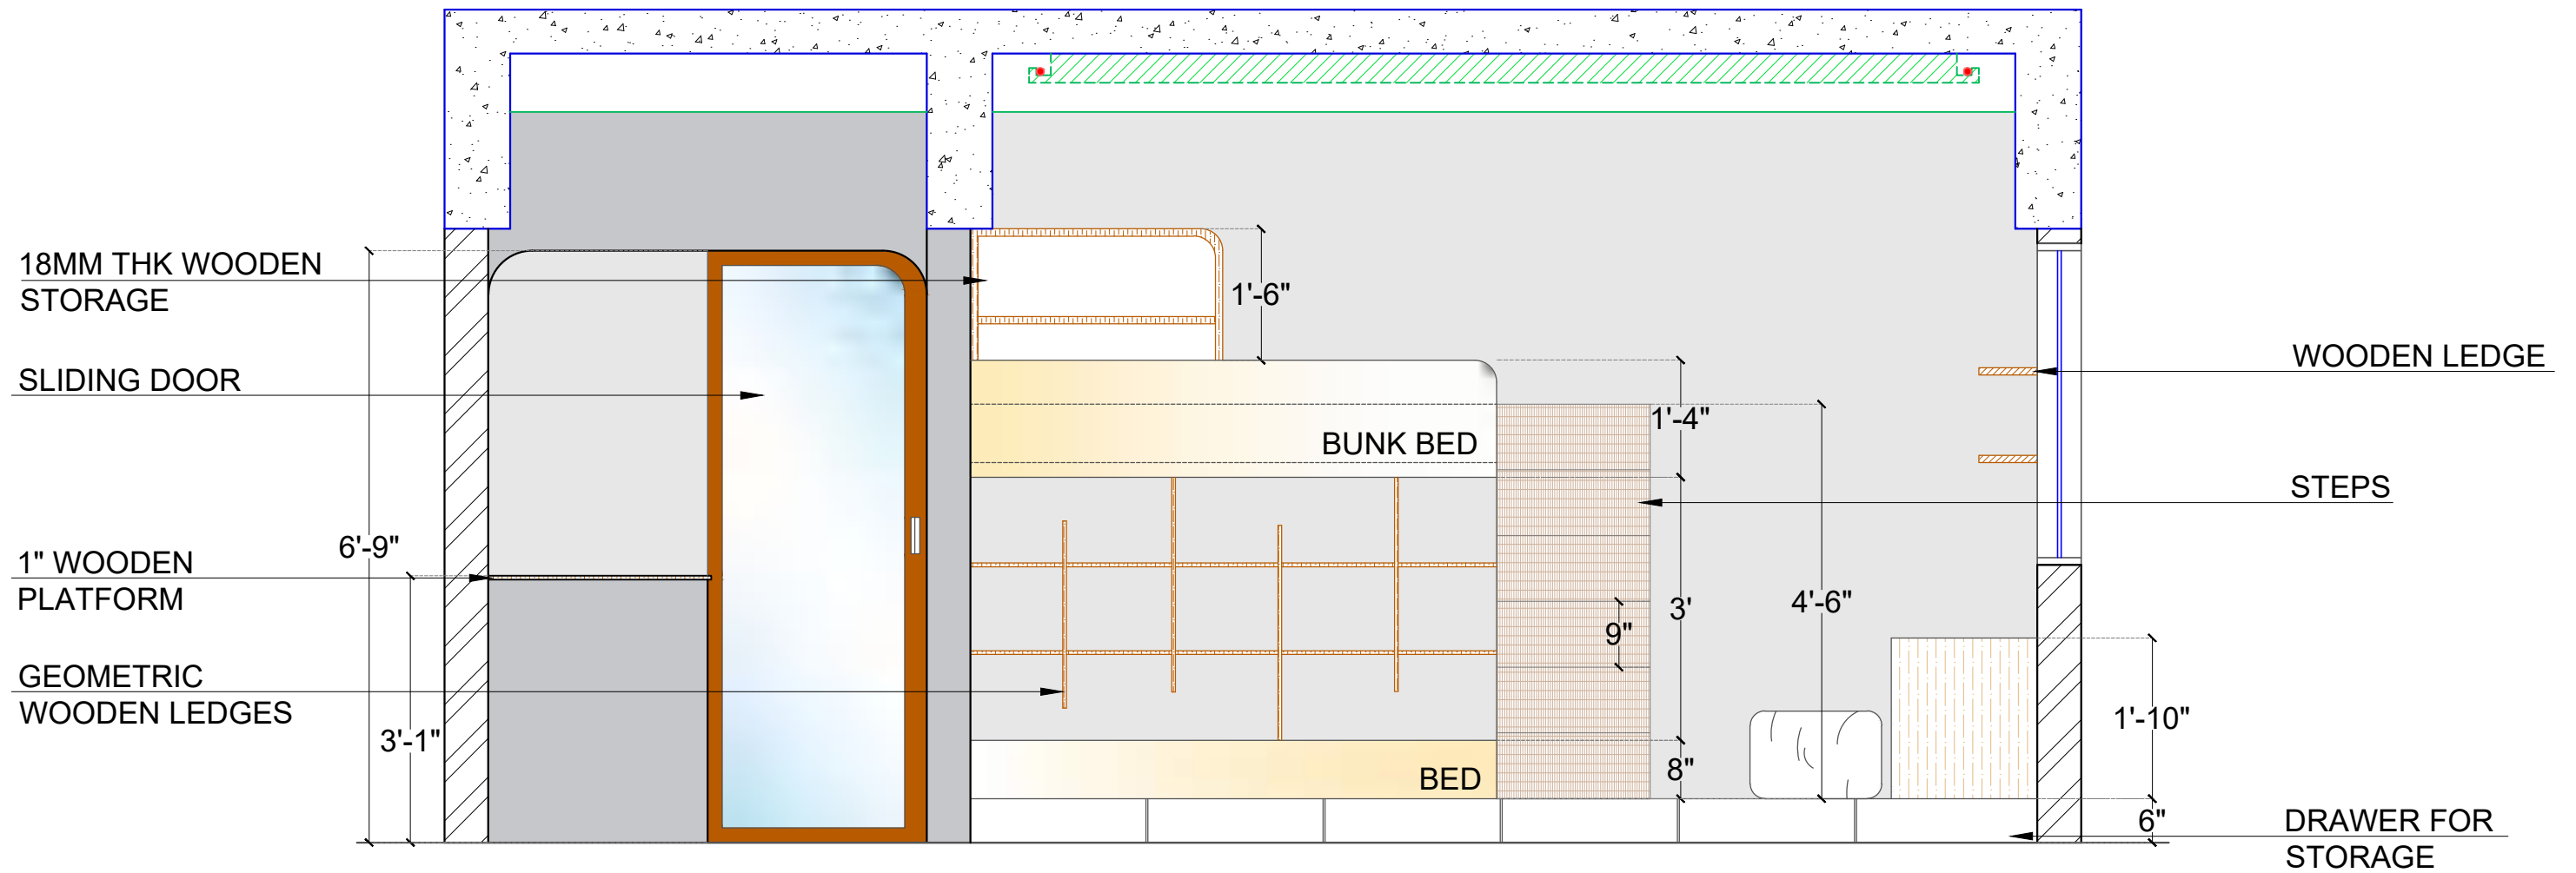 18MM THK WOODEN
STORAGE
SLIDING DOOR
6'-9"
1" WOODEN
PLATFORM
GEOMETRIC
WOODEN LEDGES
3'-1"
1'-6"
BUNK BED
1'-4"
3'
9"
4'-6"
BED
8"
WOODEN LEDGE
STEPS
1'-10"
6"
DRAWER FOR
STORAGE